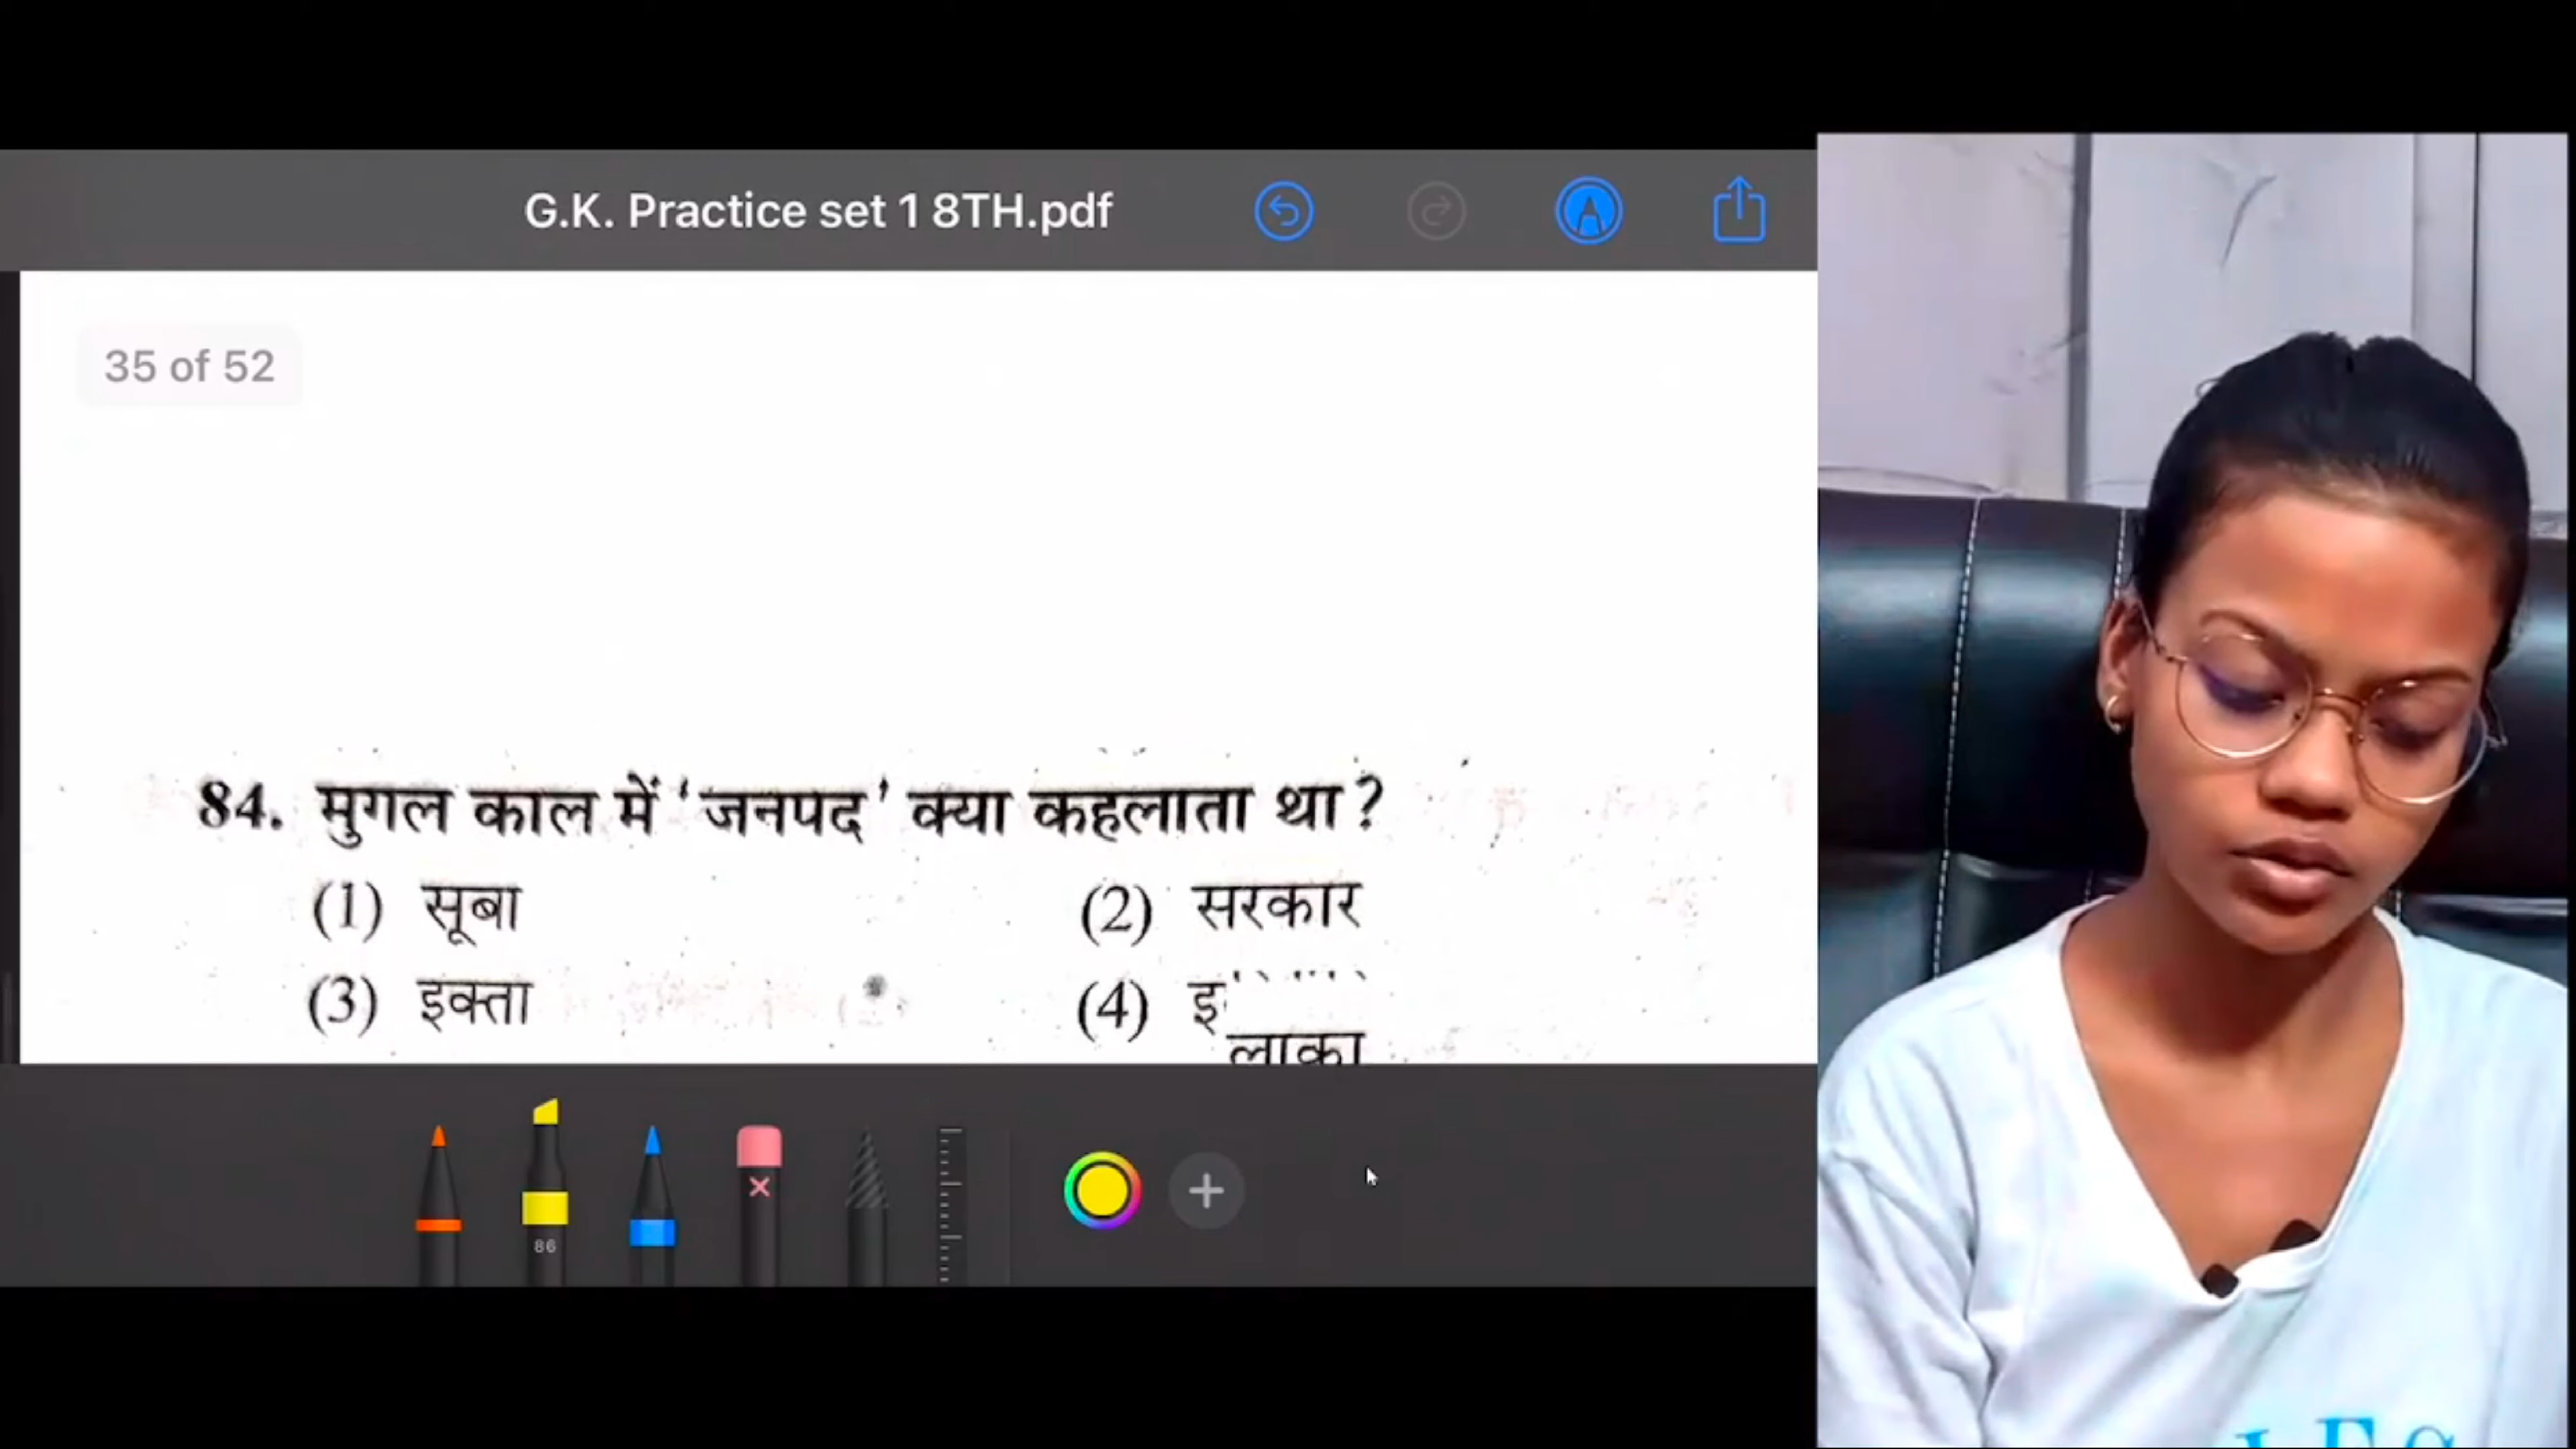 G.K. Practice set 1 8TH.pdf
35 of 52
84. मुगल काल में 'जनपद' क्या कहलाता था?
(1) सूबा (2) सरकार
(3) इक्ता (4) इ
लाका
86